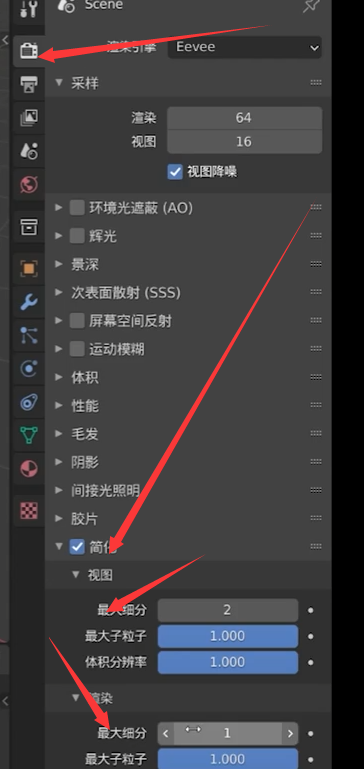 Scene
渲染引擎 Eevee
采样
渲染 64
视图 16
视图降噪
环境光遮蔽 (AO)
辉光
景深
次表面散射 (SSS)
屏幕空间反射
运动模糊
体积
性能
毛发
阴影
间接光照明
胶片
简化
视图
最大细分 2
最大子粒子 1.000
体积分辨率 1.000
渲染
最大细分 1
最大子粒子 1.000